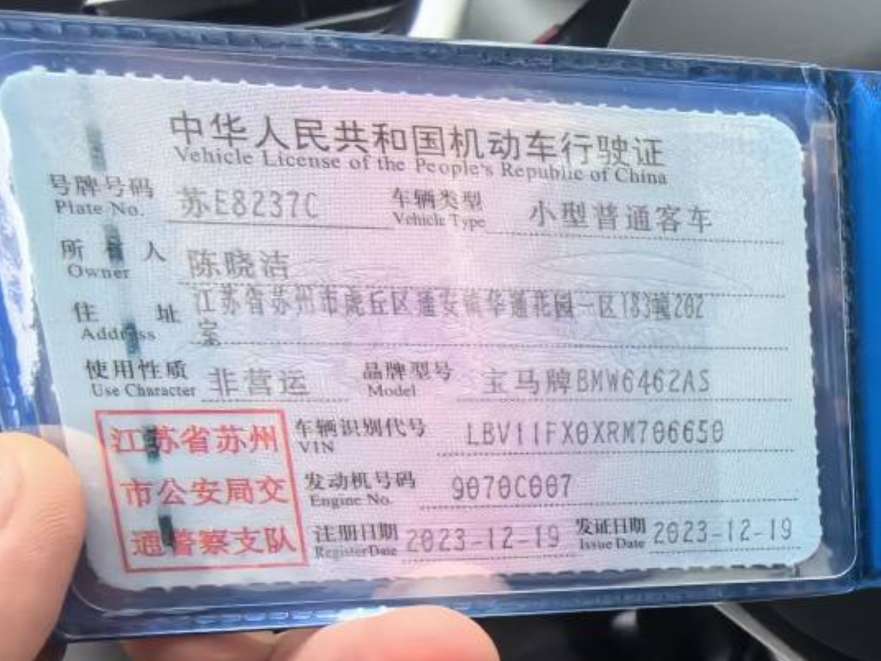 中华人民共和国机动车行驶证
Vehicle License of the People's Republic of China
号牌号码 苏E8237C 车辆类型 小型普通客车
Plate No. Vehicle Type
所有人 陈晓洁
Owner
住址 江苏省苏州市虎丘区通安镇华通花园一区183幢202
Address 室
使用性质 非营运 品牌型号 宝马牌BMW6462AS
Use Character Model
江苏省苏州 车辆识别代号 LBV11FX0XRM706650
VIN
市公安局交 发动机号码 9070C007
Engine No.
通警察支队 注册日期 2023-12-19 发证日期 2023-12-19
Register Date Issue Date